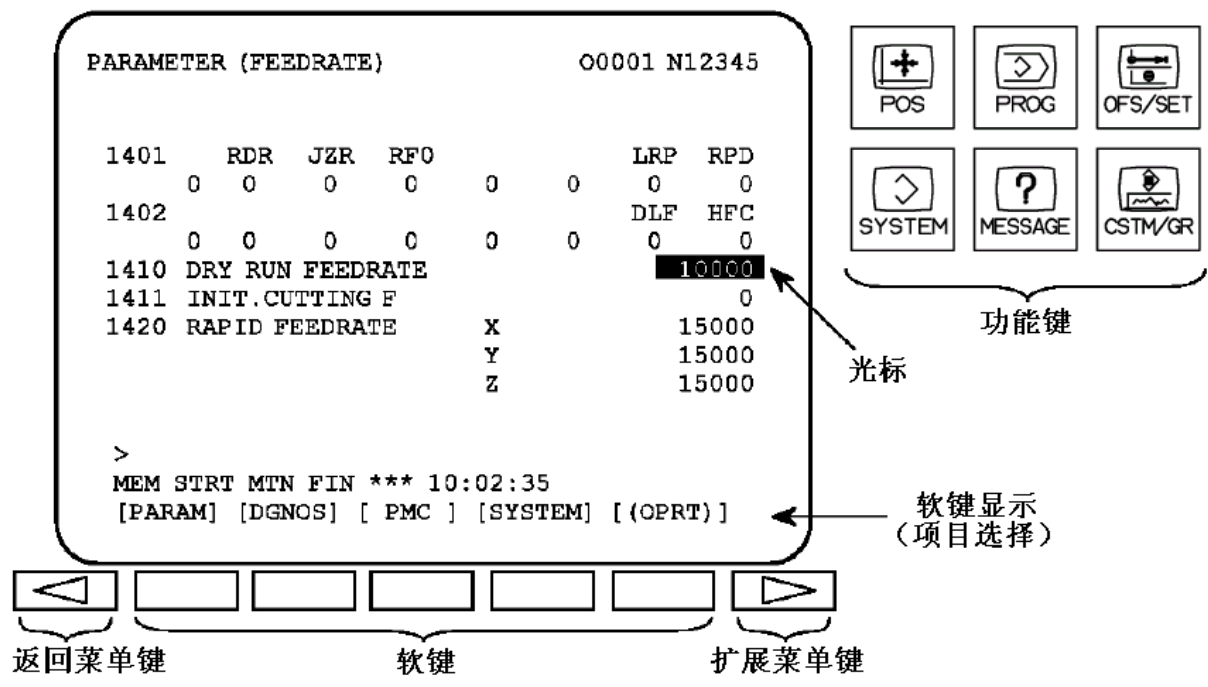 PARAMETER (FEEDRATE) O0001 N12345
1401 RDR JZR RF0 LRP RPD
0 0 0 0 0 0 0 0
1402 DLF HFC
0 0 0 0 0 0 0 0
1410 DRY RUN FEEDRATE 10000
1411 INIT.CUTTING F 0
1420 RAPID FEEDRATE X 15000
Y 15000
Z 15000
>
MEM STRT MTN FIN *** 10:02:35
[PARAM] [DGNOS] [ PMC ] [SYSTEM] [(OPRT)]
POS PROG OFS/SET
SYSTEM MESSAGE CSTM/GR
功能键
光标
软键显示
（项目选择）
返回菜单键 软键 扩展菜单键